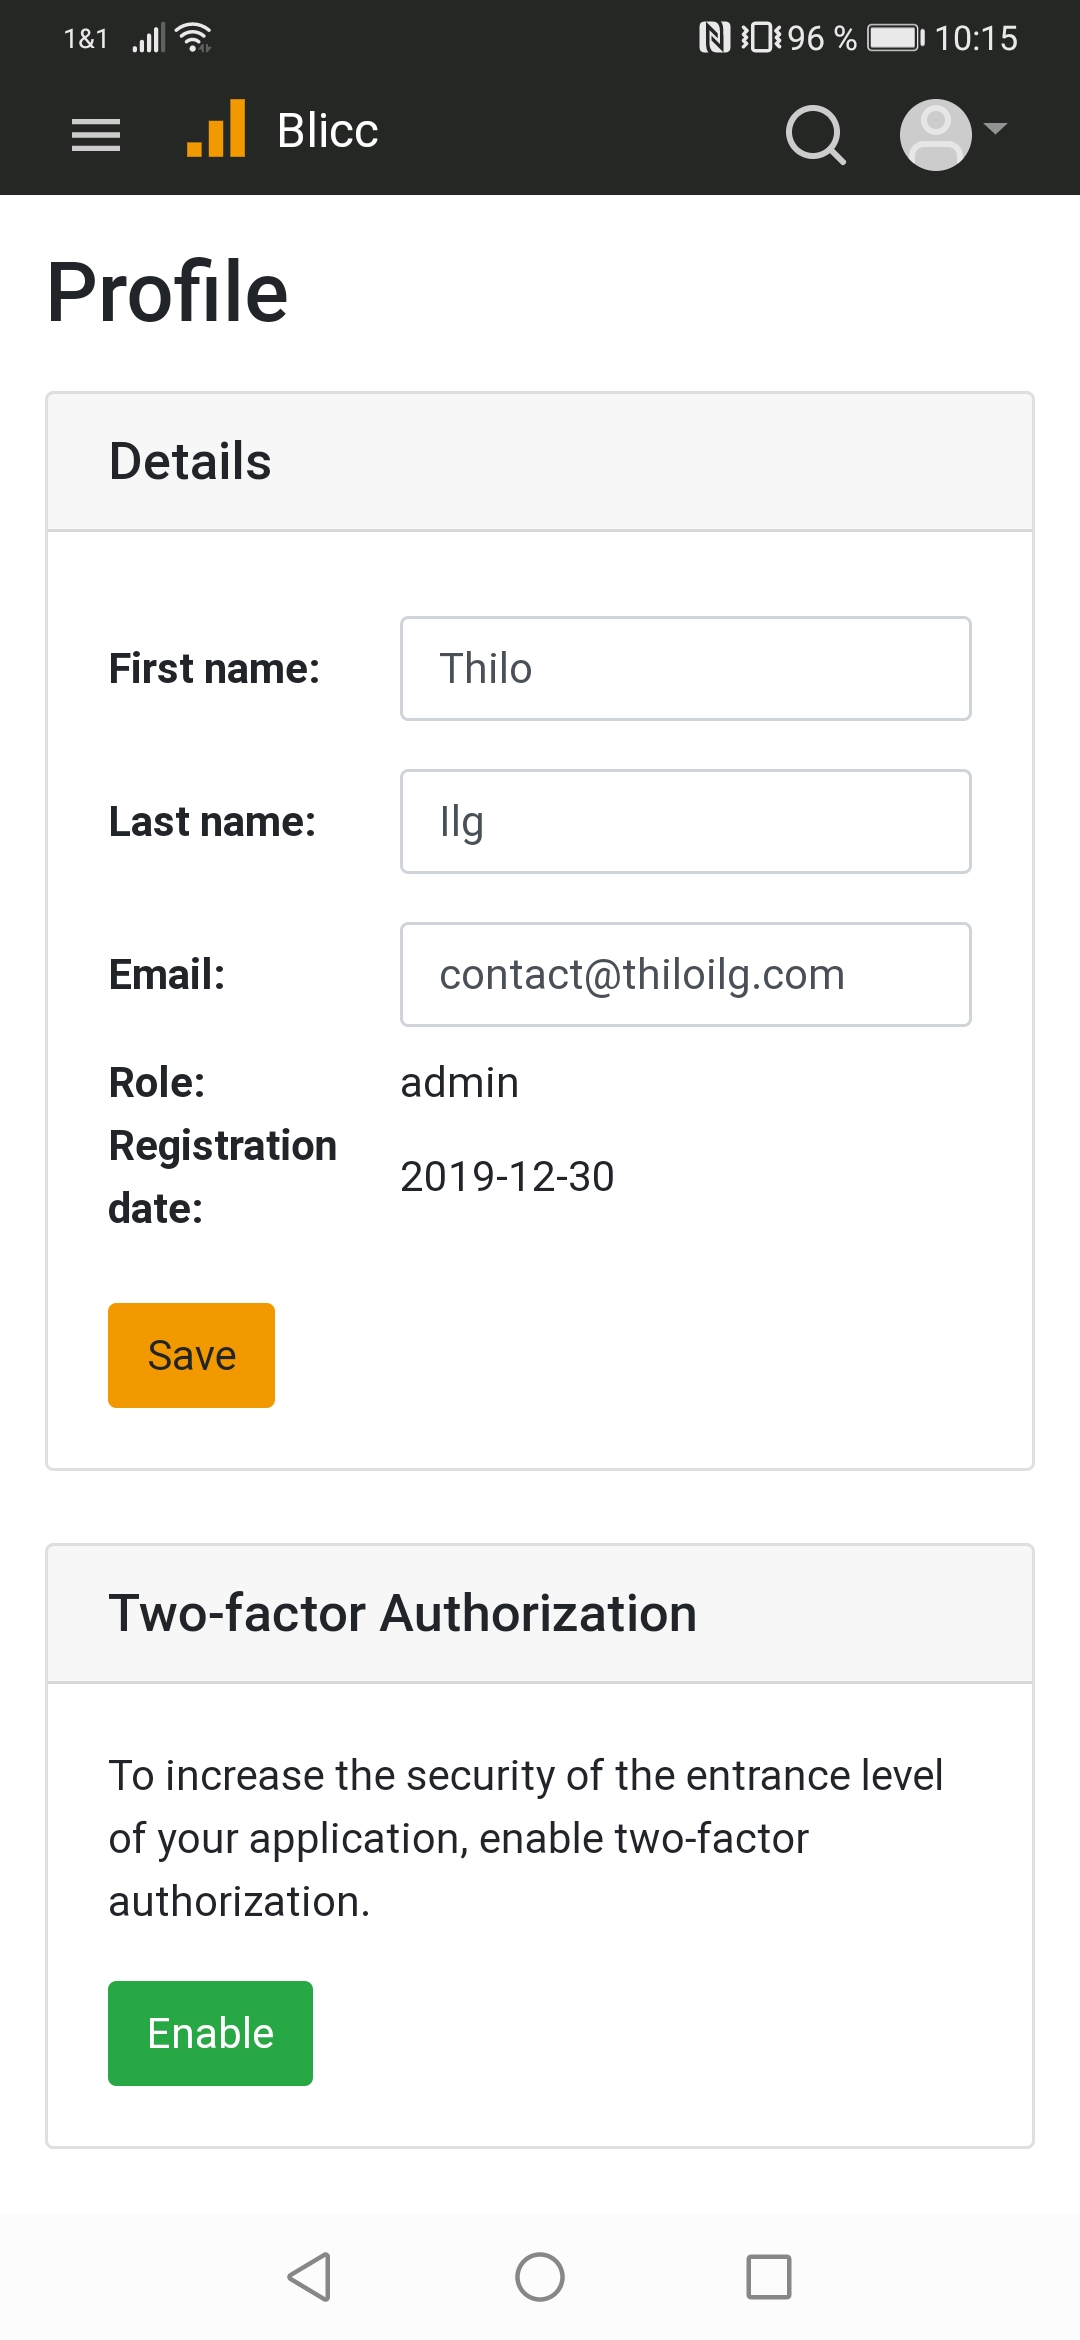 1&1 96 % 10:15
Blicc
Profile
Details
First name: Thilo
Last name: Ilg
Email: contact@thiloilg.com
Role: admin
Registration
date: 2019-12-30
Save
Two-factor Authorization
To increase the security of the entrance level
of your application, enable two-factor
authorization.
Enable